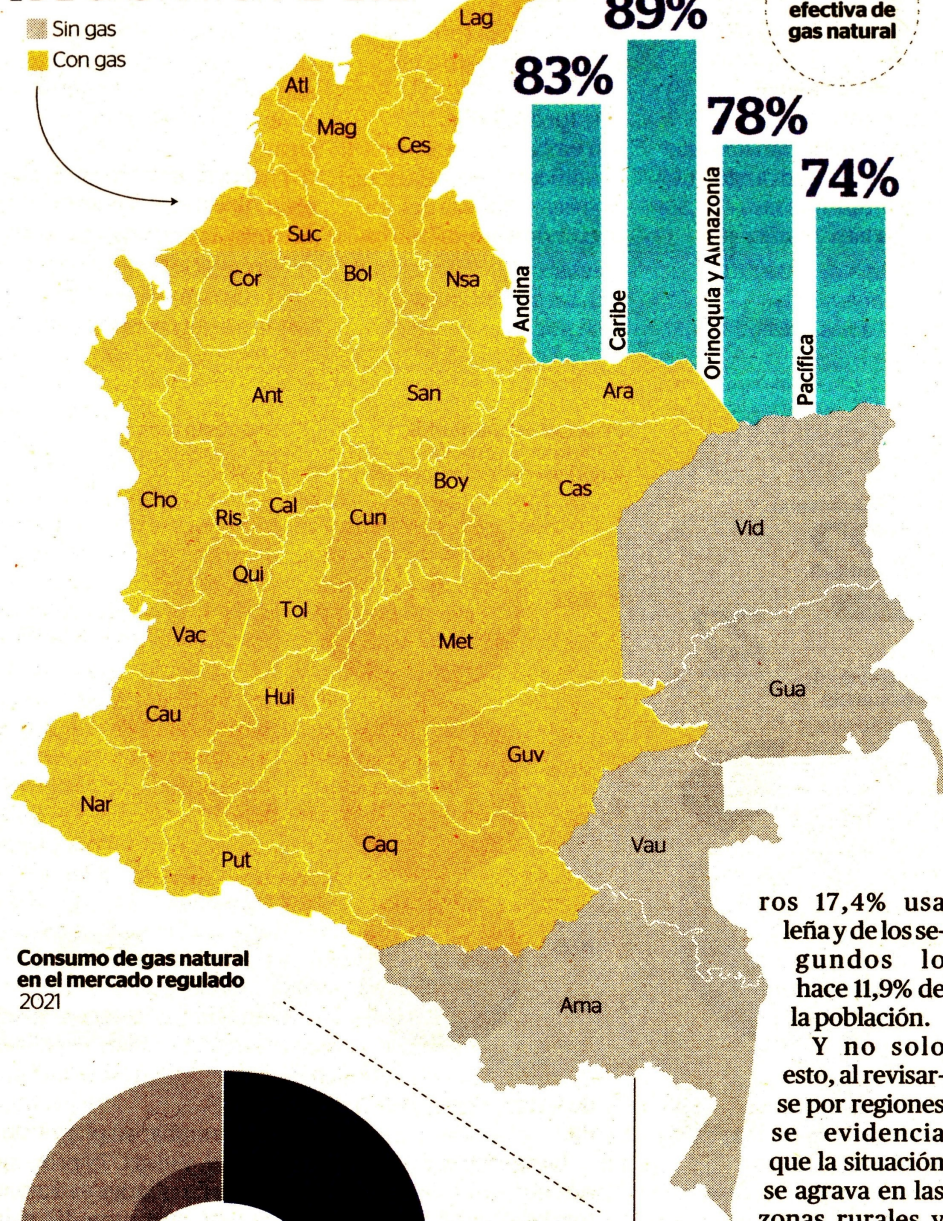 Sin gas
Con gas
efectiva de
gas natural
89%
83%
78%
74%
Andina
Caribe
Orinoquía y Amazonía
Pacífica
Lag
Atl
Mag
Ces
Suc
Cor
Bol
Nsa
Ant
San
Ara
Cho
Ris
Cal
Cun
Boy
Cas
Vid
Qui
Tol
Vac
Met
Hui
Cau
Gua
Guv
Nar
Put
Caq
Vau
Ama
Consumo de gas natural
en el mercado regulado
2021
ros 17,4% usa
leña y de los se-
gundos lo
hace 11,9% de
la población.
Y no solo
esto, al revisar-
se por regiones
se evidencia
que la situación
se agrava en las
zonas rurales y